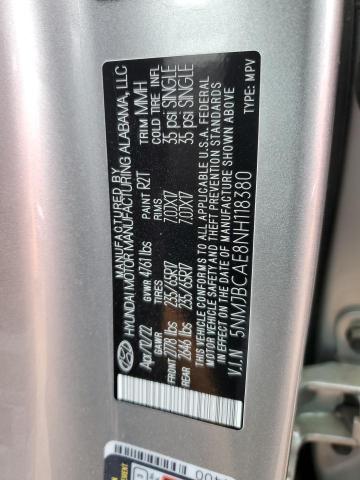 MANUFACTURED BY
HYUNDAI MOTOR MANUFACTURING ALABAMA, LLC
Apr/12/22 GVWR 4761 lbs PAINT R2T TRIM MMH
GAWR TIRES RIMS COLD TIRE INFL
FRONT 2778 lbs 235/65R17 7.0JX17 35 psi SINGLE
REAR 2646 lbs 235/65R17 7.0JX17 35 psi SINGLE
THIS VEHICLE CONFORMS TO ALL APPLICABLE U.S.A. FEDERAL
MOTOR VEHICLE SAFETY AND THEFT PREVENTION STANDARDS
IN EFFECT ON THE DATE OF MANUFACTURE SHOWN ABOVE
V.I.N 5NMJBCAE8NH118380 TYPE: MPV